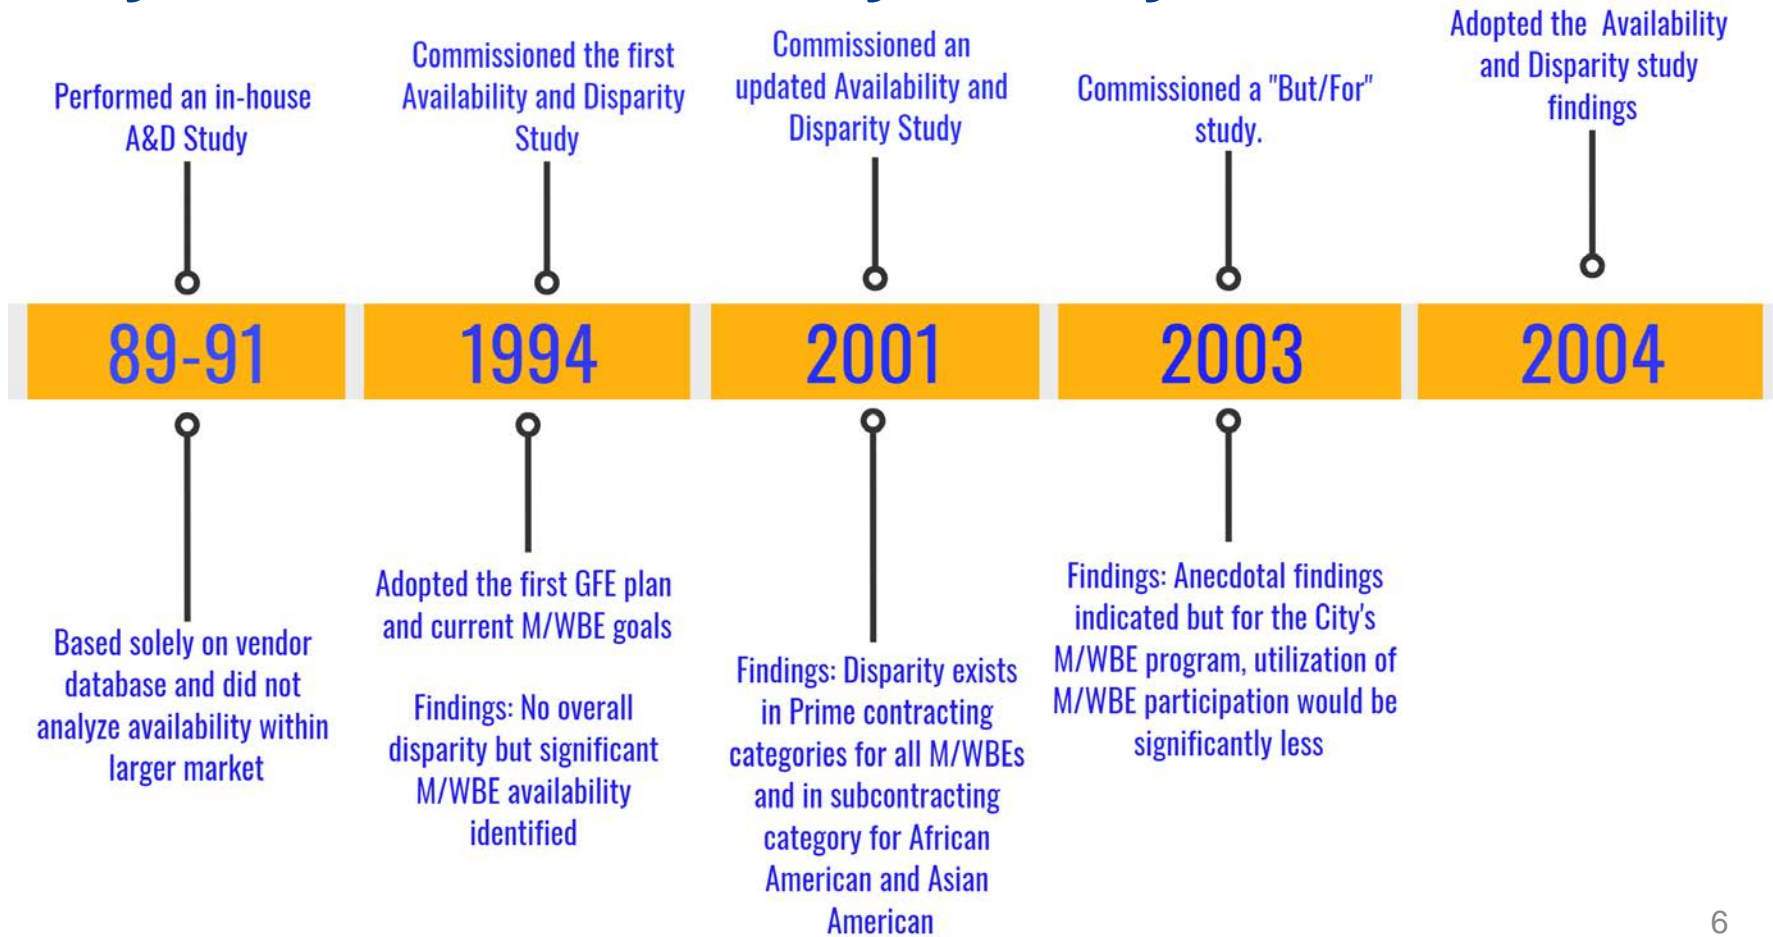 Performed an in-house
A&D Study
Commissioned the first
Availability and Disparity
Study
Commissioned an
updated Availability and
Disparity Study
Commissioned a "But/For"
study.
Adopted the Availability
and Disparity study
findings
89-91
1994
2001
2003
2004
Based solely on vendor
database and did not
analyze availability within
larger market
Adopted the first GFE plan
and current M/WBE goals
Findings: No overall
disparity but significant
M/WBE availability
identified
Findings: Disparity exists
in Prime contracting
categories for all M/WBEs
and in subcontracting
category for African
American and Asian
American
Findings: Anecdotal findings
indicated but for the City's
M/WBE program, utilization of
M/WBE participation would be
significantly less
6